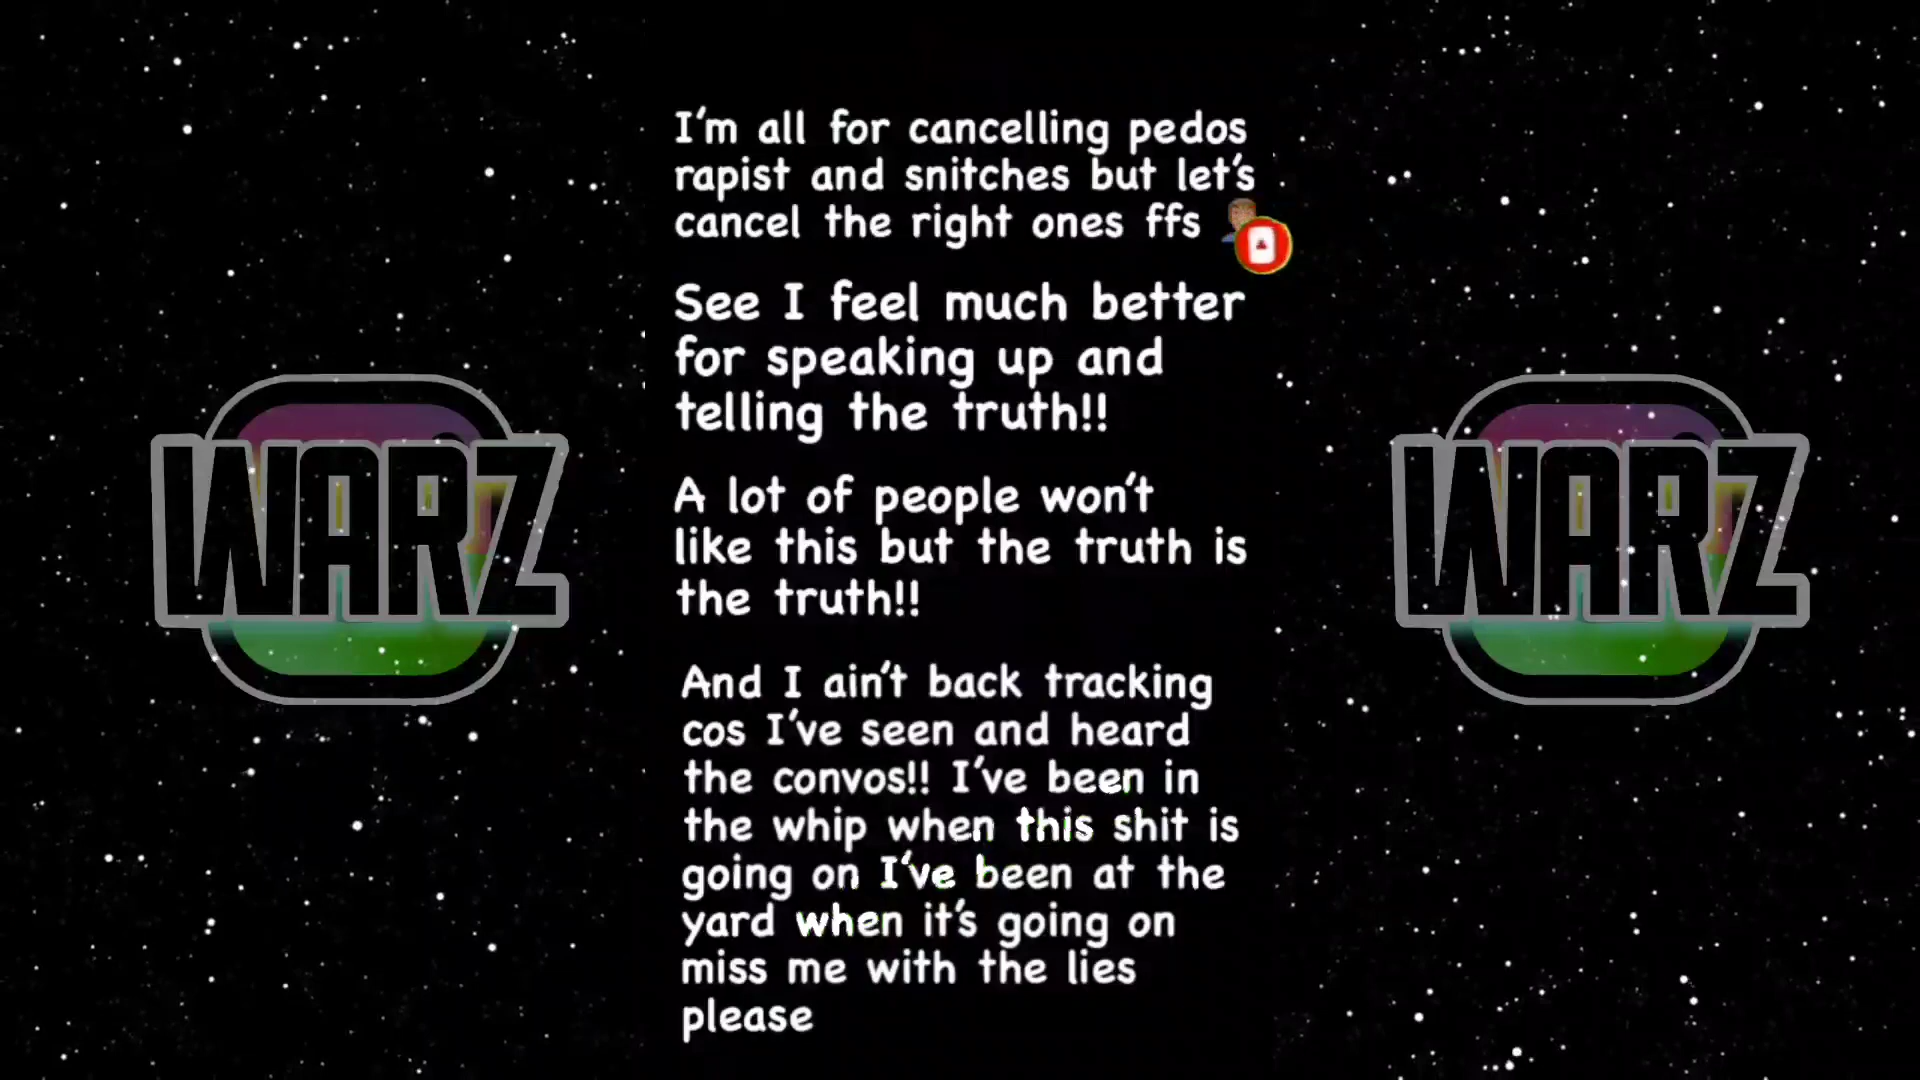 I'm all for cancelling pedos
rapist and snitches but let's
cancel the right ones ffs
See I feel much better
for speaking up and
telling the truth!!
A lot of people won't
like this but the truth is
the truth!!
And I ain't back tracking
cos I've seen and heard
the convos!! I've been in
the whip when this shit is
going on I've been at the
yard when it's going on
miss me with the lies
please
WARZ
WARZ